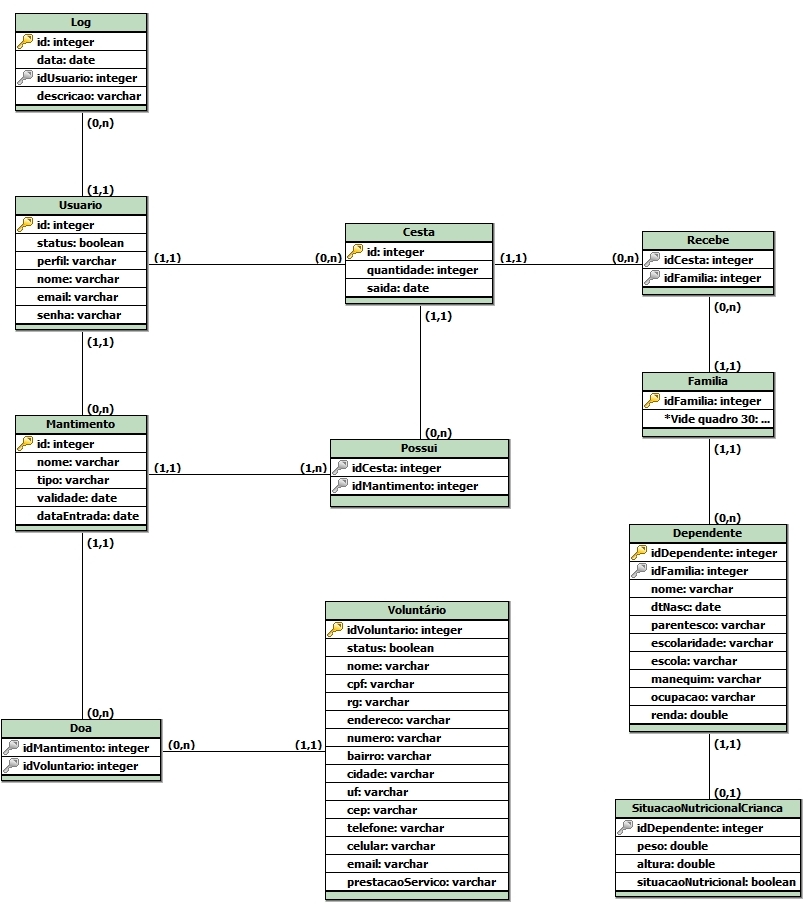 Log
id: integer
data: date
idUsuario: integer
descricao: varchar
(0,n)
(1,1)
Usuario
id: integer
status: boolean
perfil: varchar
nome: varchar
email: varchar
senha: varchar
(1,1)
(0,n)
Cesta
id: integer
quantidade: integer
saida: date
(1,1)
(0,n)
Recebe
idCesta: integer
idFamilia: integer
(0,n)
(1,1)
Familia
idFamilia: integer
*Vide quadro 30: ...
(1,1)
(0,n)
(1,1)
(0,n)
Mantimento
id: integer
nome: varchar
tipo: varchar
validade: date
dataEntrada: date
(1,1)
(1,n)
(1,1)
(0,n)
Possui
idCesta: integer
idMantimento: integer
Dependente
idDependente: integer
idFamilia: integer
nome: varchar
dtNasc: date
parentesco: varchar
escolaridade: varchar
escola: varchar
manequim: varchar
ocupacao: varchar
renda: double
(1,1)
(0,1)
(1,1)
(0,n)
Doa
idMantimento: integer
idVoluntario: integer
(0,n)
(1,1)
Voluntário
idVoluntario: integer
status: boolean
nome: varchar
cpf: varchar
rg: varchar
endereco: varchar
numero: varchar
bairro: varchar
cidade: varchar
uf: varchar
cep: varchar
telefone: varchar
celular: varchar
email: varchar
prestacaoServico: varchar
SituacaoNutricionalCrianca
idDependente: integer
peso: double
altura: double
situacaoNutricional: boolean